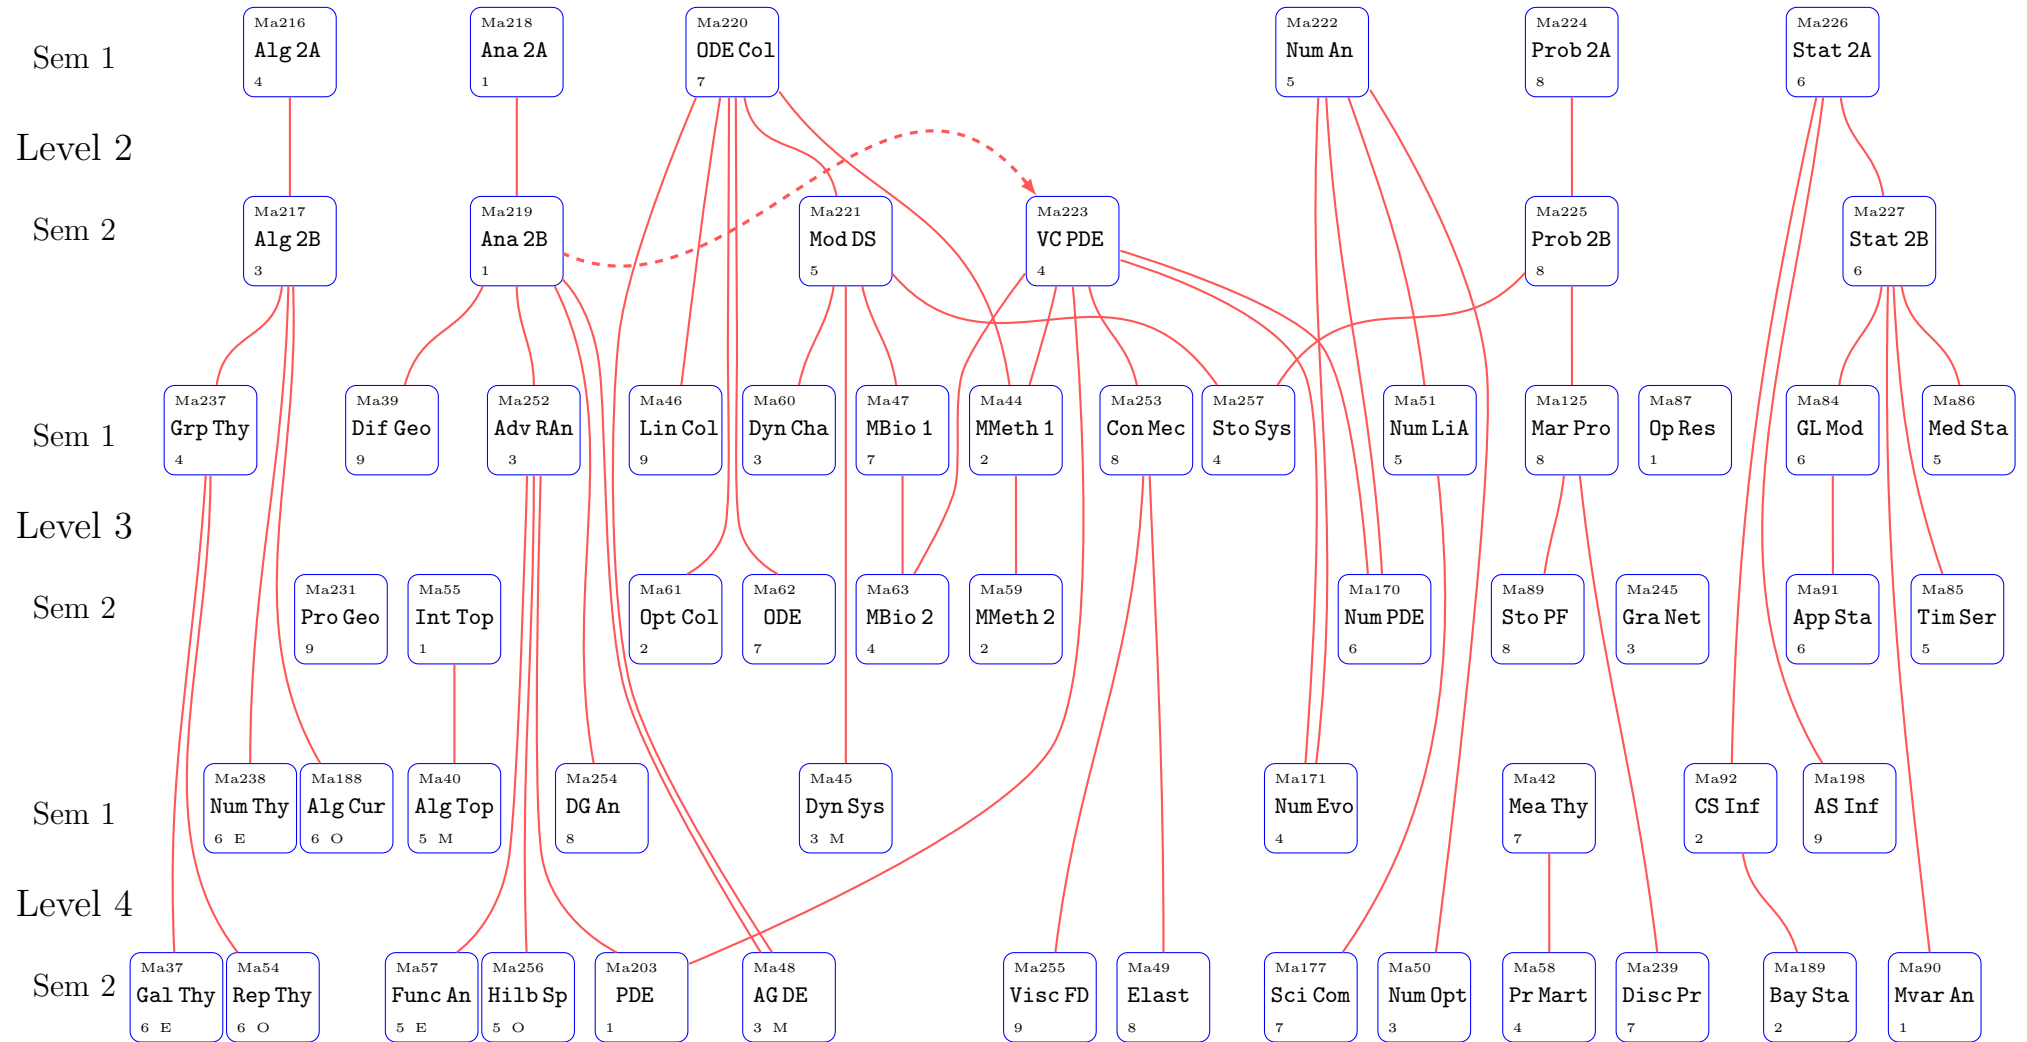 Ma216
Alg 2A
4
Ma218
Ana 2A
1
Ma220
ODE Col
7
Ma222
Num An
5
Ma224
Prob 2A
8
Ma226
Stat 2A
6
Sem 1
Level 2
Sem 2
Ma217
Alg 2B
3
Ma219
Ana 2B
1
Ma221
Mod DS
5
Ma223
VC PDE
4
Ma225
Prob 2B
8
Ma227
Stat 2B
6
Sem 1
Ma237
Grp Thy
4
Ma39
Dif Geo
9
Ma252
Adv RAn
3
Ma46
Lin Col
9
Ma60
Dyn Cha
3
Ma47
MBio 1
7
Ma44
MMeth 1
2
Ma253
Con Mec
8
Ma257
Sto Sys
4
Ma51
Num LiA
5
Ma125
Mar Pro
8
Ma87
Op Res
1
Ma84
GL Mod
6
Ma86
Med Sta
5
Level 3
Sem 2
Ma231
Pro Geo
9
Ma55
Int Top
1
Ma61
Opt Col
2
Ma62
ODE
7
Ma63
MBio 2
4
Ma59
MMeth 2
2
Ma170
Num PDE
6
Ma89
Sto PF
8
Ma245
Gra Net
3
Ma91
App Sta
6
Ma85
Tim Ser
5
Sem 1
Ma238
Num Thy
6 E
Ma188
Alg Cur
6 O
Ma40
Alg Top
5 M
Ma254
DG An
8
Ma45
Dyn Sys
3 M
Ma171
Num Evo
4
Ma42
Mea Thy
7
Ma92
CS Inf
2
Ma198
AS Inf
9
Level 4
Sem 2
Ma37
Gal Thy
6 E
Ma54
Rep Thy
6 O
Ma57
Func An
5 E
Ma256
Hilb Sp
5 O
Ma203
PDE
1
Ma48
AG DE
3 M
Ma255
Visc FD
9
Ma49
Elast
8
Ma177
Sci Com
7
Ma50
Num Opt
3
Ma58
Pr Mart
4
Ma239
Disc Pr
7
Ma189
Bay Sta
2
Ma90
Mvar An
1